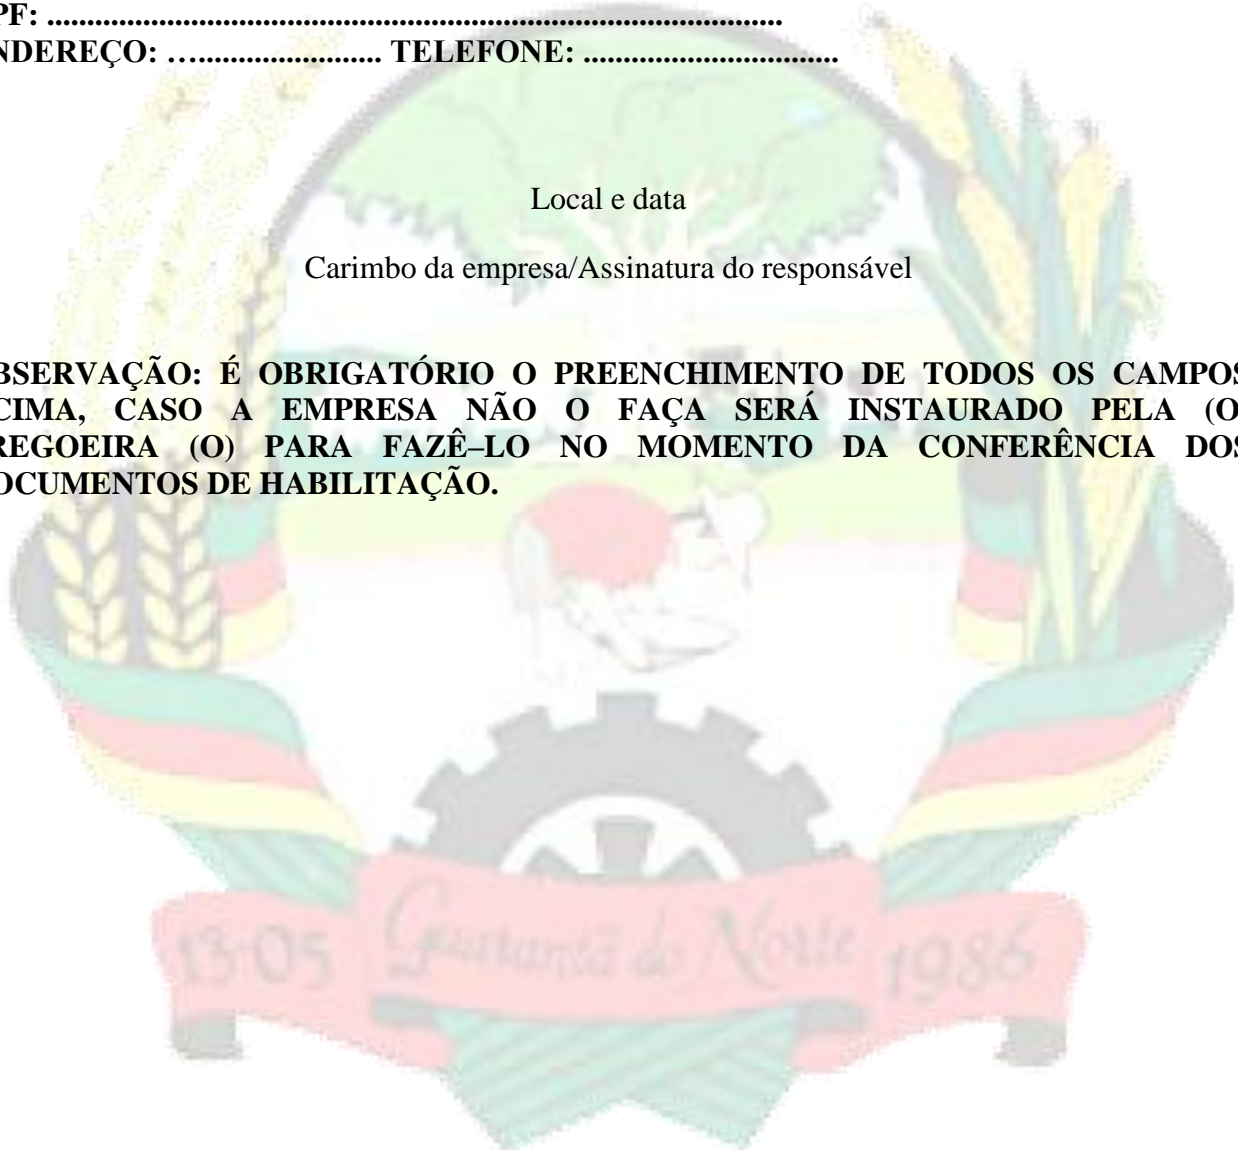 PF: ............................................................................................
NDEREÇO: …....................... TELEFONE: ................................
Local e data
Carimbo da empresa/Assinatura do responsável
BSERVAÇÃO: É OBRIGATÓRIO O PREENCHIMENTO DE TODOS OS CAMPOS
CIMA, CASO A EMPRESA NÃO O FAÇA SERÁ INSTAURADO PELA (O
REGOEIRA (O) PARA FAZÊ–LO NO MOMENTO DA CONFERÊNCIA DOS
OCUMENTOS DE HABILITAÇÃO.
13-05 Guarantã do Norte 1986